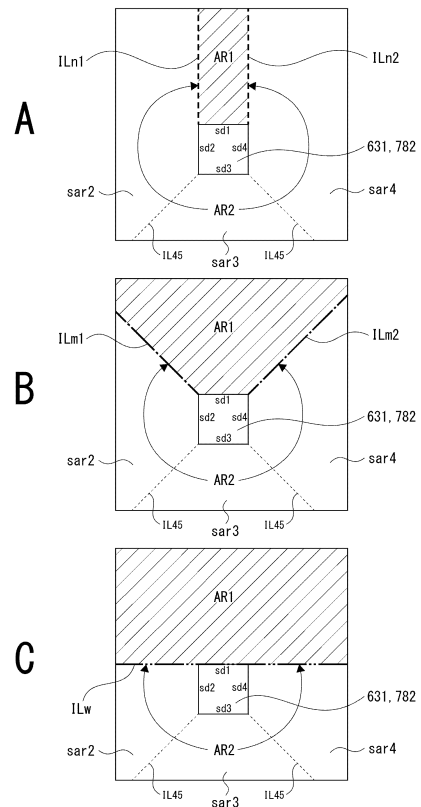 A
ILn1
AR1
ILn2
sd1
sd2 sd4
sd3
631, 782
sar2
AR2
sar4
IL45
sar3
IL45
B
ILm1
AR1
ILm2
sd1
sd2 sd4
sd3
631, 782
sar2
AR2
sar4
IL45
sar3
IL45
C
AR1
sd1
sd2 sd4
sd3
631, 782
ILw
sar2
AR2
sar4
IL45
sar3
IL45